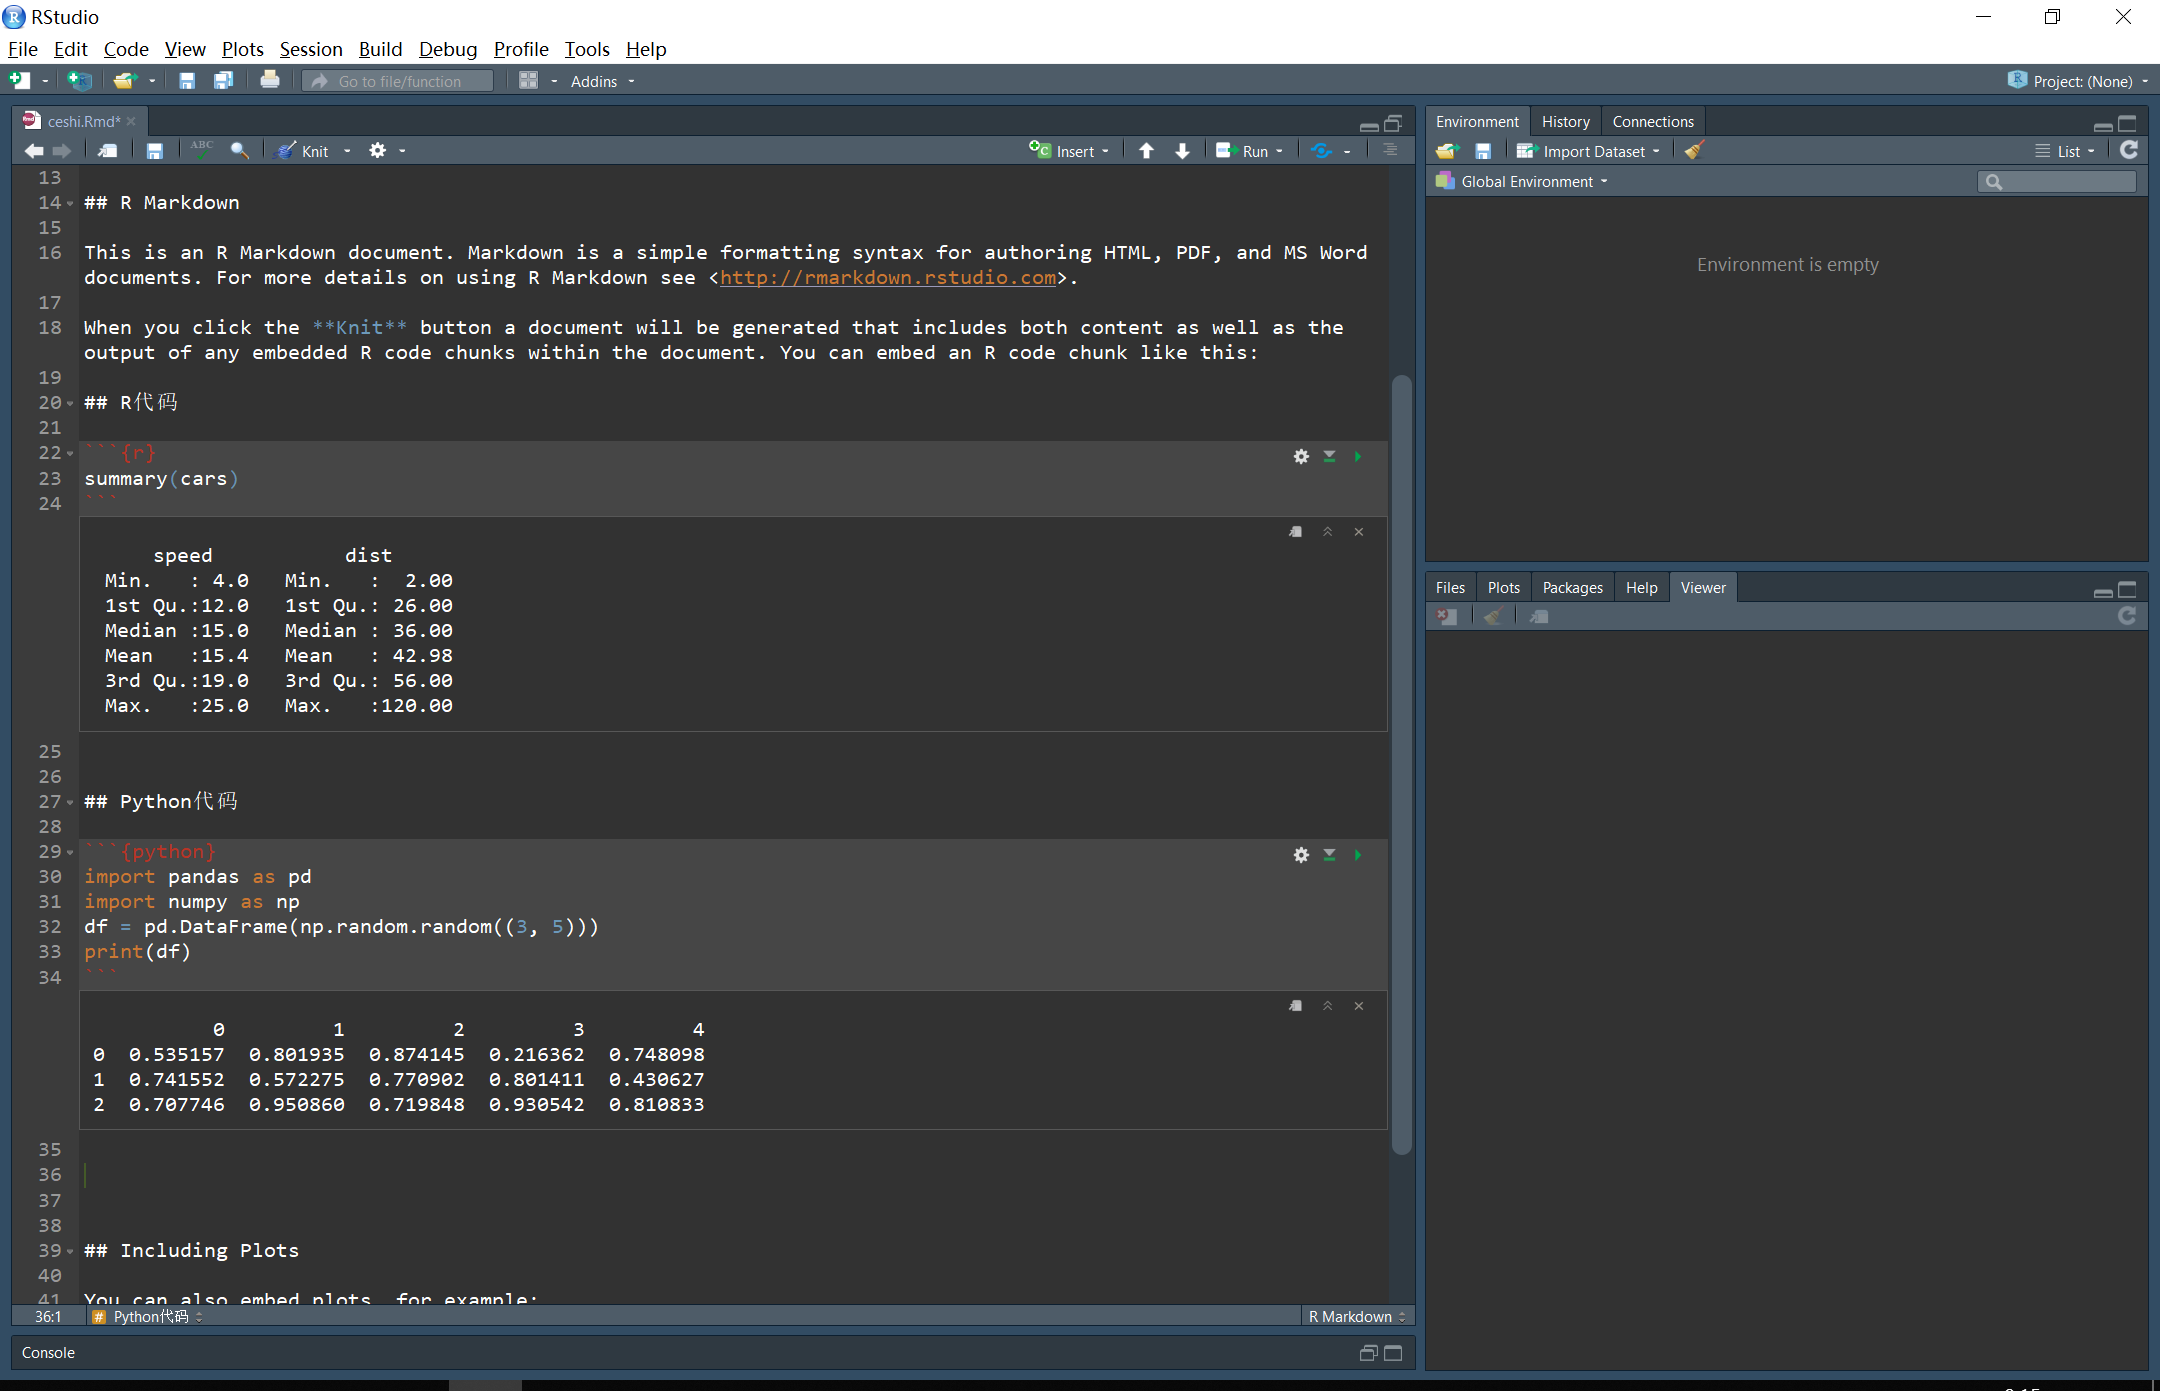 RStudio
File Edit Code View Plots Session Build Debug Profile Tools Help
Go to file/function Addins Project: (None)
ceshi.Rmd*
ABC Knit Insert Run
13
14 ## R Markdown
15
16 This is an R Markdown document. Markdown is a simple formatting syntax for authoring HTML, PDF, and MS Word
documents. For more details on using R Markdown see <http://rmarkdown.rstudio.com>.
17
18 When you click the **Knit** button a document will be generated that includes both content as well as the
output of any embedded R code chunks within the document. You can embed an R code chunk like this:
19
20 ## R代码
21
22 ```{r}
23 summary(cars)
24 ```
speed dist
Min. : 4.0 Min. : 2.00
1st Qu.:12.0 1st Qu.: 26.00
Median :15.0 Median : 36.00
Mean :15.4 Mean : 42.98
3rd Qu.:19.0 3rd Qu.: 56.00
Max. :25.0 Max. :120.00
25
26
27 ## Python代码
28
29 ```{python}
30 import pandas as pd
31 import numpy as np
32 df = pd.DataFrame(np.random.random((3, 5)))
33 print(df)
34 ```
0 1 2 3 4
0 0.535157 0.801935 0.874145 0.216362 0.748098
1 0.741552 0.572275 0.770902 0.801411 0.430627
2 0.707746 0.950860 0.719848 0.930542 0.810833
35
36
37
38
39 ## Including Plots
40
41 You can also embed plots, for example:
36:1 # Python代码 R Markdown
Console
Environment History Connections
Import Dataset List
Global Environment
Environment is empty
Files Plots Packages Help Viewer